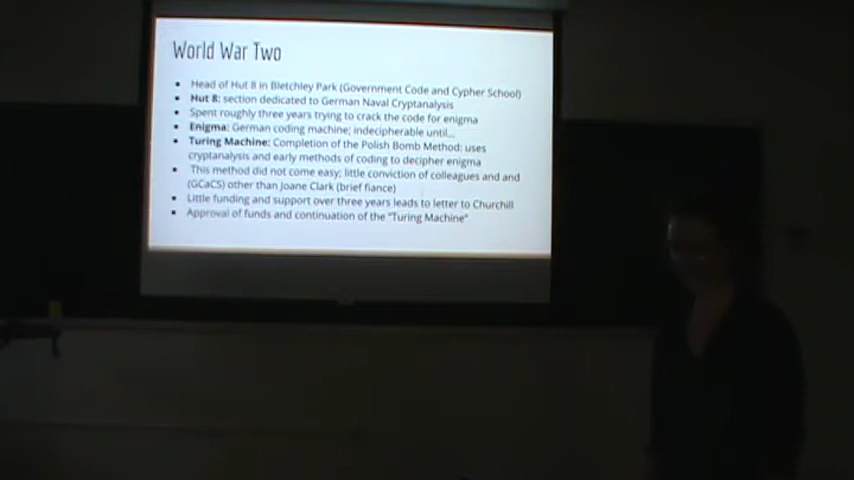 World War Two
Head of Hut 8 in Bletchley Park (Government Code and Cypher School)
Hut 8: section dedicated to German Naval Cryptanalysis
Spent roughly three years trying to crack the code for enigma
Enigma: German coding machine; indecipherable until...
Turing Machine: Completion of the Polish Bomb Method: uses
cryptanalysis and early methods of coding to decipher enigma
This method did not come easy; little conviction of colleagues and and
(GCaCS) other than Joane Clark (brief fiance)
Little funding and support over three years leads to letter to Churchill
Approval of funds and continuation of the "Turing Machine"